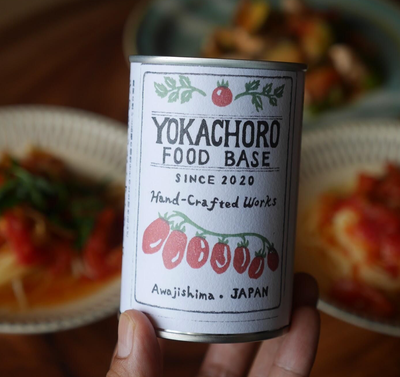 YOKACHORO
FOOD BASE
SINCE 2020
Hand-Crafted Works
Awajishima • JAPAN